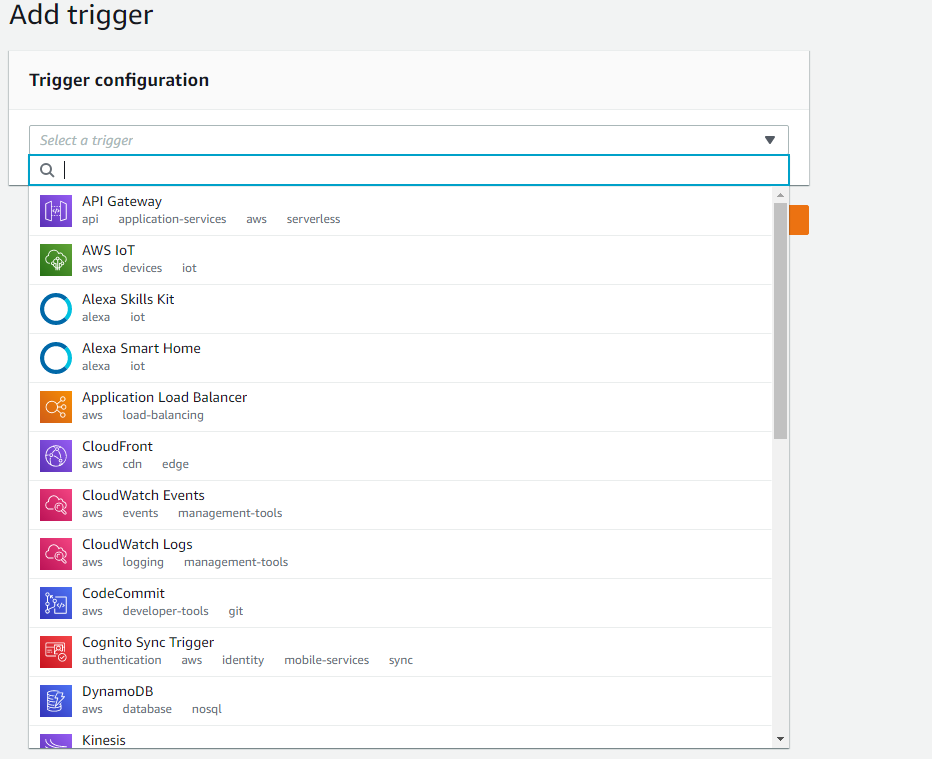 Add trigger
Trigger configuration
Select a trigger
API Gateway
api application-services aws serverless
AWS IoT
aws devices iot
Alexa Skills Kit
alexa iot
Alexa Smart Home
alexa iot
Application Load Balancer
aws load-balancing
CloudFront
aws cdn edge
CloudWatch Events
aws events management-tools
CloudWatch Logs
aws logging management-tools
CodeCommit
aws developer-tools git
Cognito Sync Trigger
authentication aws identity mobile-services sync
DynamoDB
aws database nosql
Kinesis